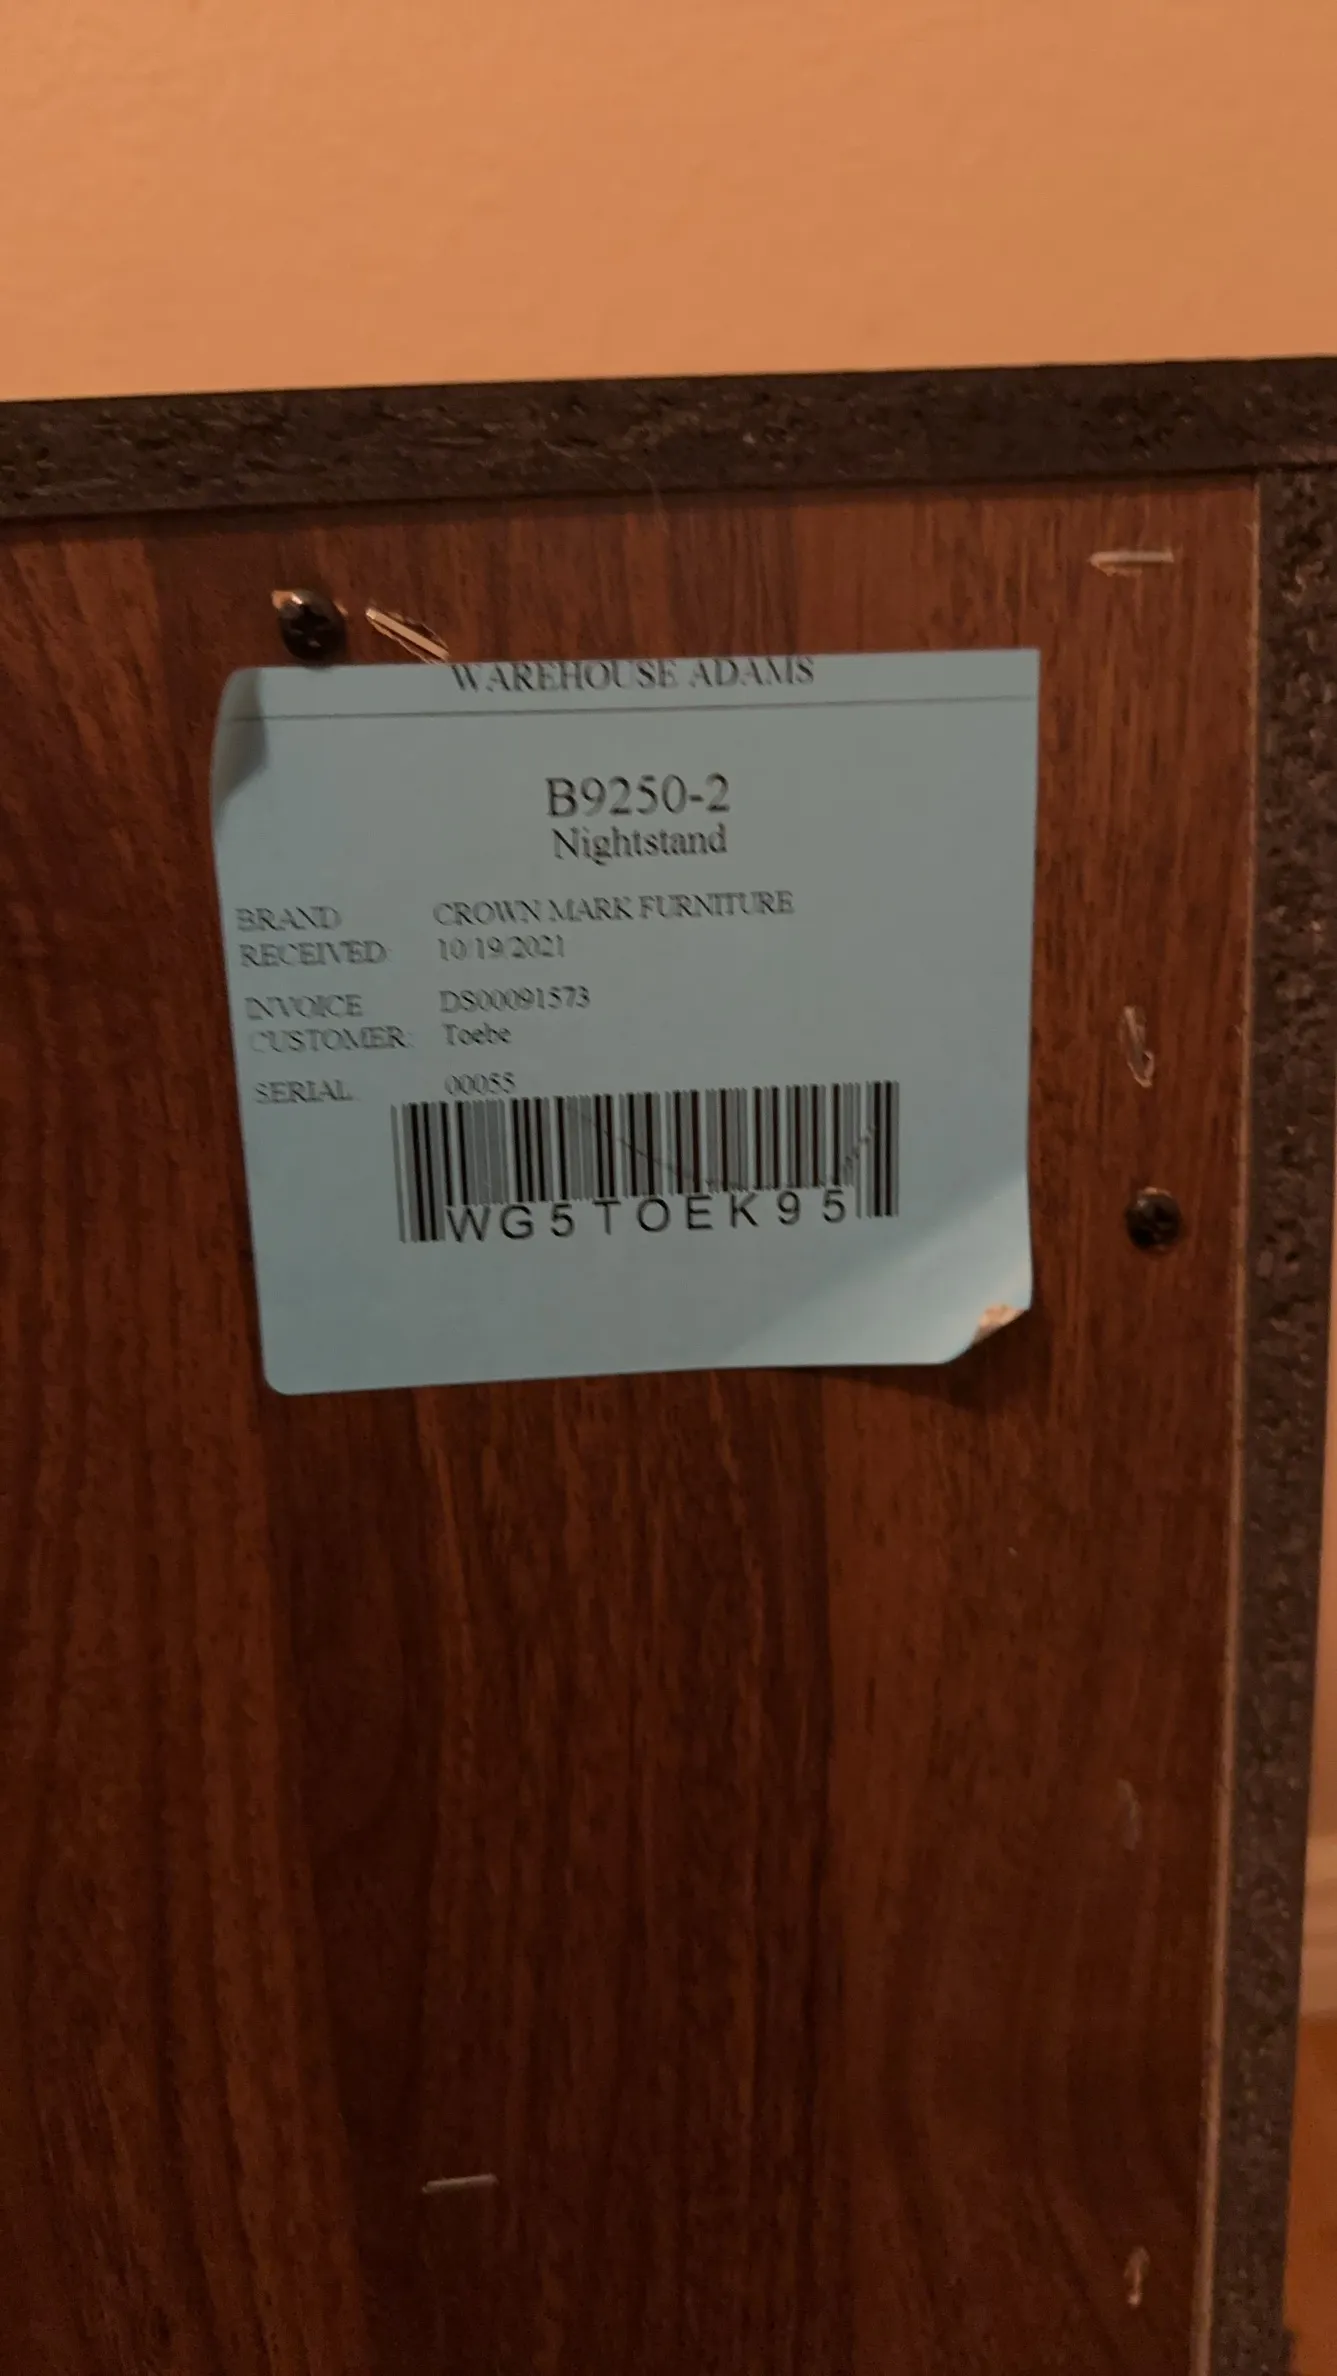 WAREHOUSE ADAMS
B9250-2
Nightstand
BRAND CROWN MARK FURNITURE
RECEIVED: 10/19/2021
INVOICE DS00091573
CUSTOMER: Toebe
SERIAL 00055
WG5TOEK95